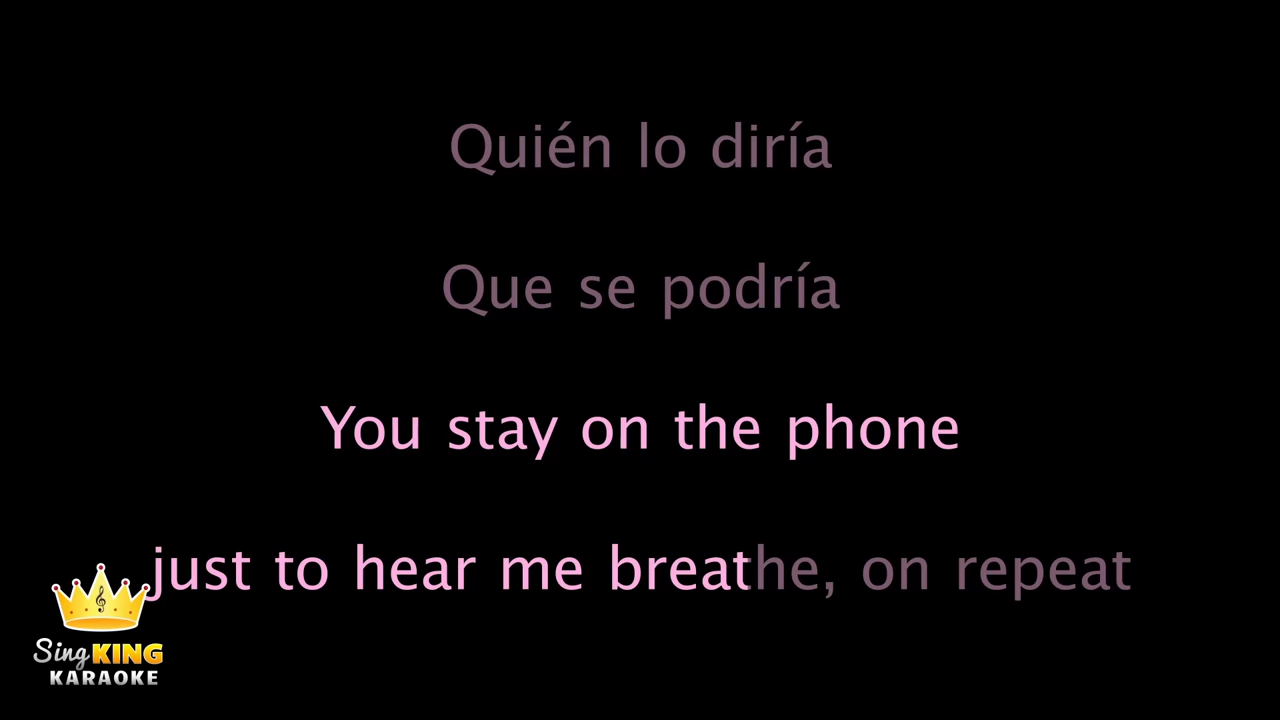 Quién lo diría
Que se podría
You stay on the phone
just to hear me breathe, on repeat
Sing KING
KARAOKE